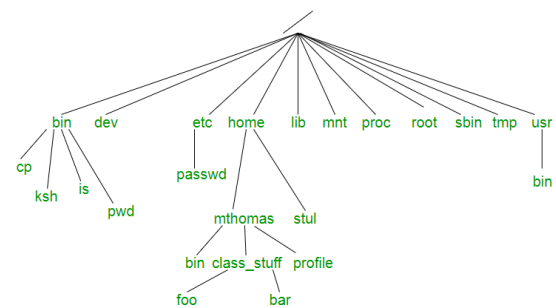 /
bin dev etc home lib mnt proc root sbin tmp usr
cp ksh is pwd passwd bin
mthomas stul
bin class_stuff profile
foo bar